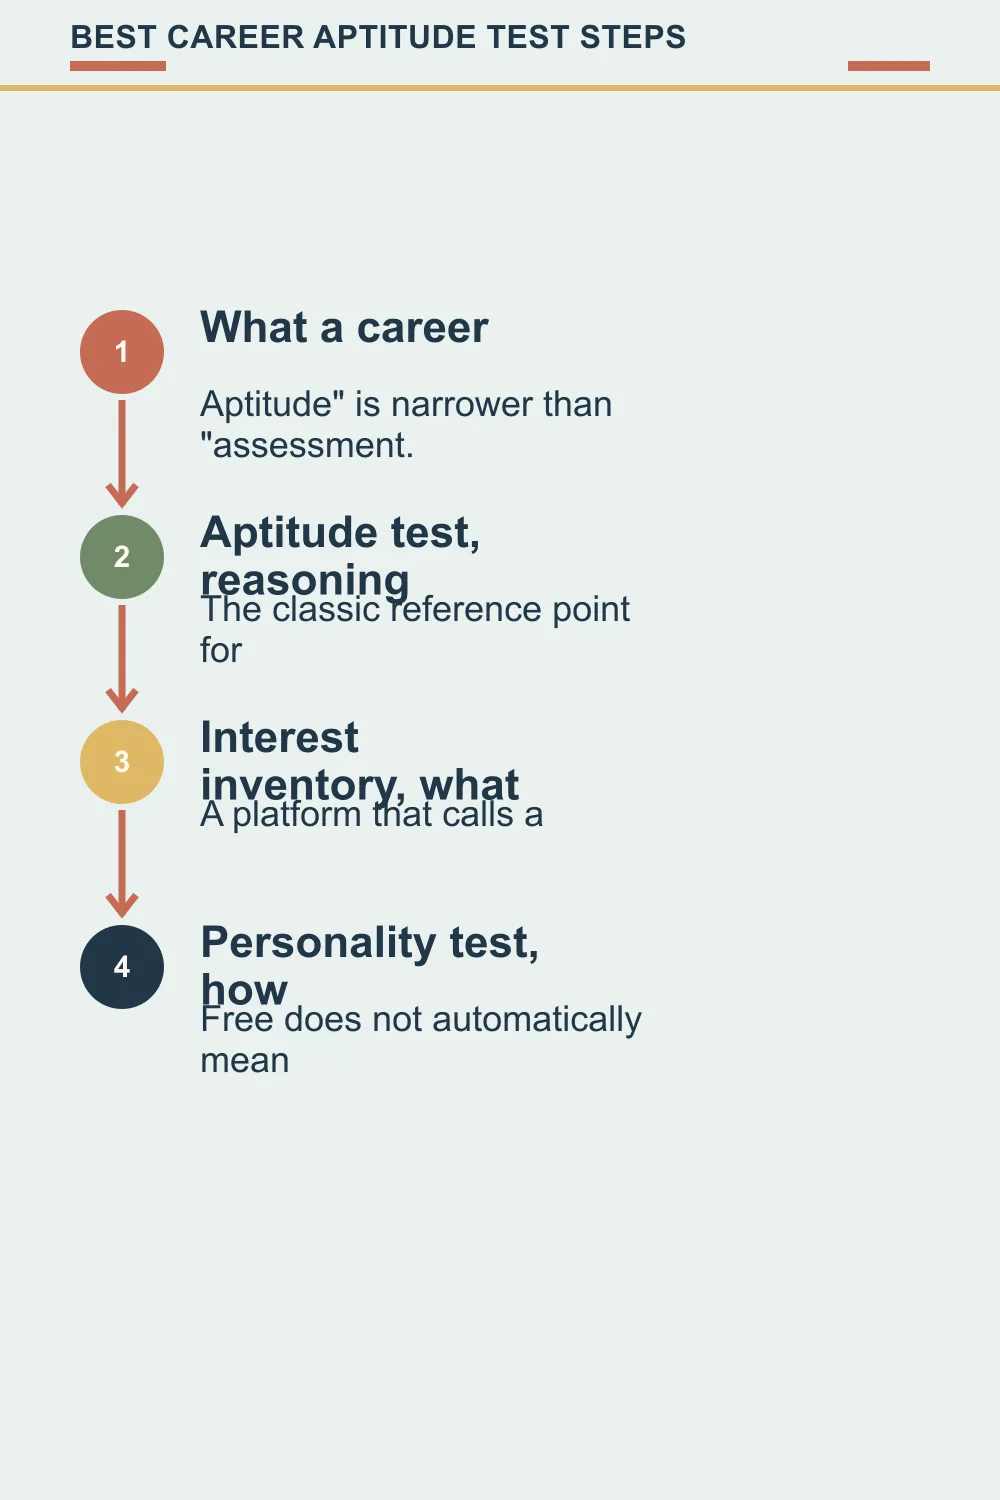 BEST CAREER APTITUDE TEST STEPS
1
What a career
Aptitude" is narrower than
"assessment.
2
Aptitude test,
reasoning
The classic reference point
for
3
Interest
inventory, what
A platform that calls a
4
Personality test,
how
Free does not automatically
mean